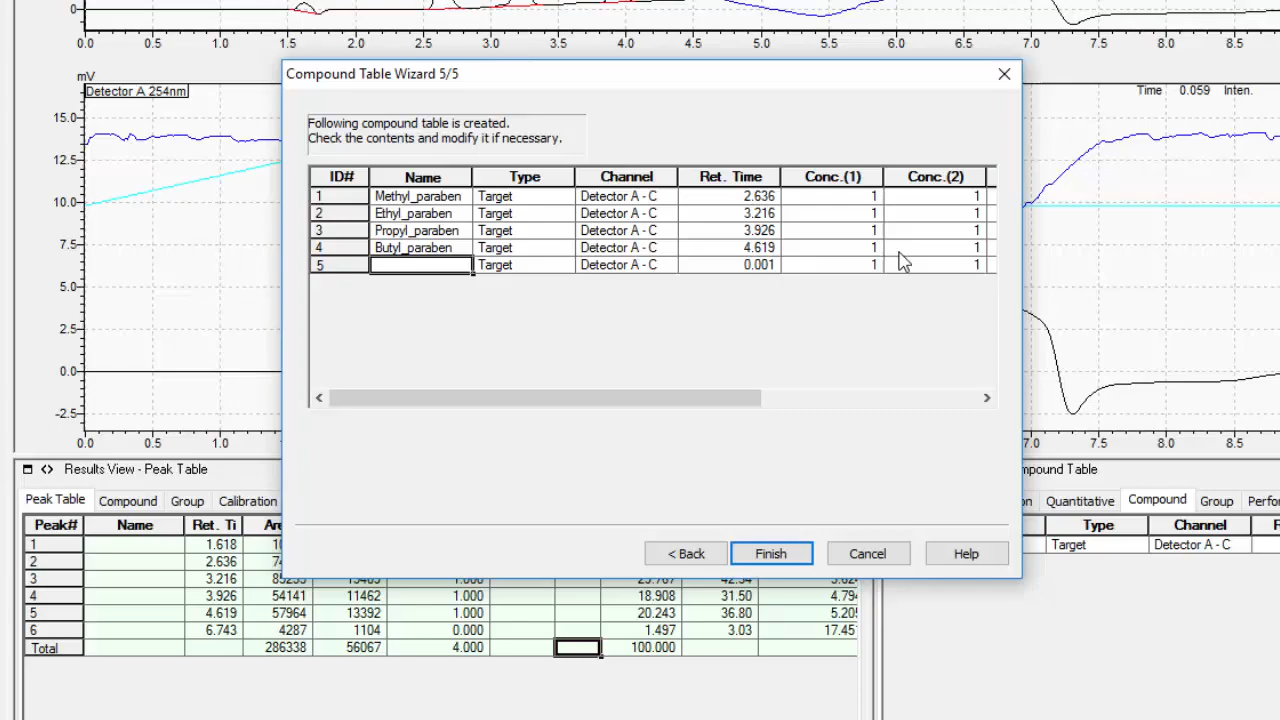 0
0.0 0.5 1.0 1.5 2.0 2.5 3.0 3.5 4.0 4.5 5.0 5.5 6.0 6.5 7.0 7.5 8.0 8.5
Compound Table Wizard 5/5
mV
Detector A 254nm
Time 0.059 Inten.
15.0
12.5
10.0
7.5
5.0
2.5
0.0
-2.5
0.0 0.5 1.0 7.0 7.5 8.0 8.5
Following compound table is created.
Check the contents and modify it if necessary.
ID# Name Type Channel Ret. Time Conc.(1) Conc.(2)
1 Methyl_paraben Target Detector A - C 2.636 1 1
2 Ethyl_paraben Target Detector A - C 3.216 1 1
3 Propyl_paraben Target Detector A - C 3.926 1 1
4 Butyl_paraben Target Detector A - C 4.619 1 1
5 Target Detector A - C 0.001 1 1
< Back Finish Cancel Help
Results View - Peak Table
Peak Table Compound Group Calibration
Peak# Name Ret. Ti
1 1.618
2 2.636
3 3.216
4 3.926 54141 11462 1.000 18.908 31.50
5 4.619 57964 13392 1.000 20.243 36.80
6 6.743 4287 1104 0.000 1.497 3.03
Total 286338 56067 4.000 100.000
Table
Quantitative Compound Group
Type Channel
Target Detector A - C